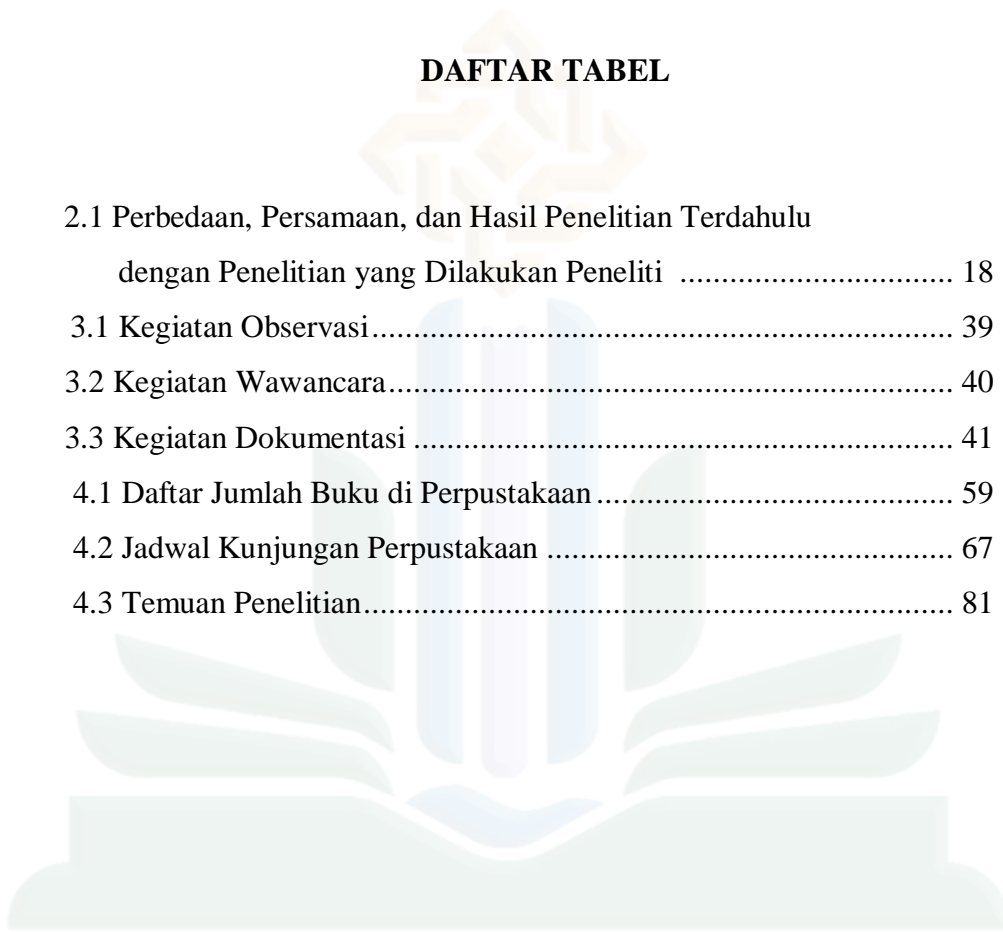 DAFTAR TABEL
2.1 Perbedaan, Persamaan, dan Hasil Penelitian Terdahulu
dengan Penelitian yang Dilakukan Peneliti ................................. 18
3.1 Kegiatan Observasi...................................................................... 39
3.2 Kegiatan Wawancara.................................................................... 40
3.3 Kegiatan Dokumentasi ................................................................. 41
4.1 Daftar Jumlah Buku di Perpustakaan ........................................... 59
4.2 Jadwal Kunjungan Perpustakaan ................................................. 67
4.3 Temuan Penelitian....................................................................... 81